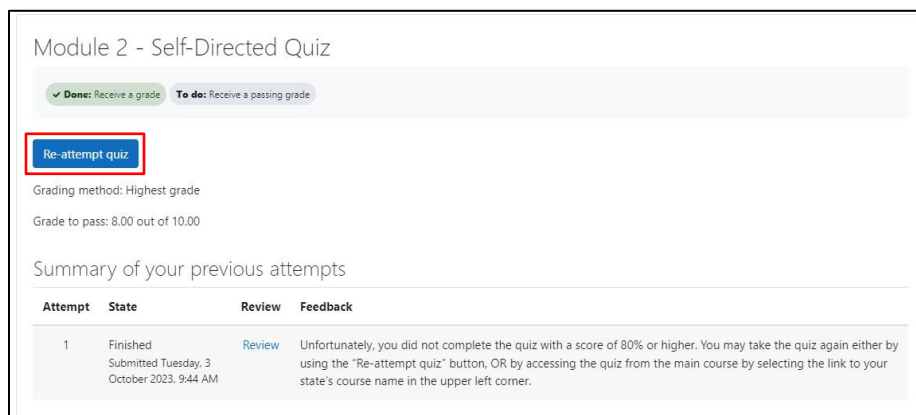 Module 2 - Self-Directed Quiz
✔ Done: Receive a grade To do: Receive a passing grade
Re-attempt quiz
Grading method: Highest grade
Grade to pass: 8.00 out of 10.00
Summary of your previous attempts
Attempt State Review Feedback
1 Finished Review Unfortunately, you did not complete the quiz with a score of 80% or higher. You may take the quiz again either by
Submitted Tuesday, 3 using the “Re-attempt quiz” button, OR by accessing the quiz from the main course by selecting the link to your
October 2023, 9:44 AM state’s course name in the upper left corner.